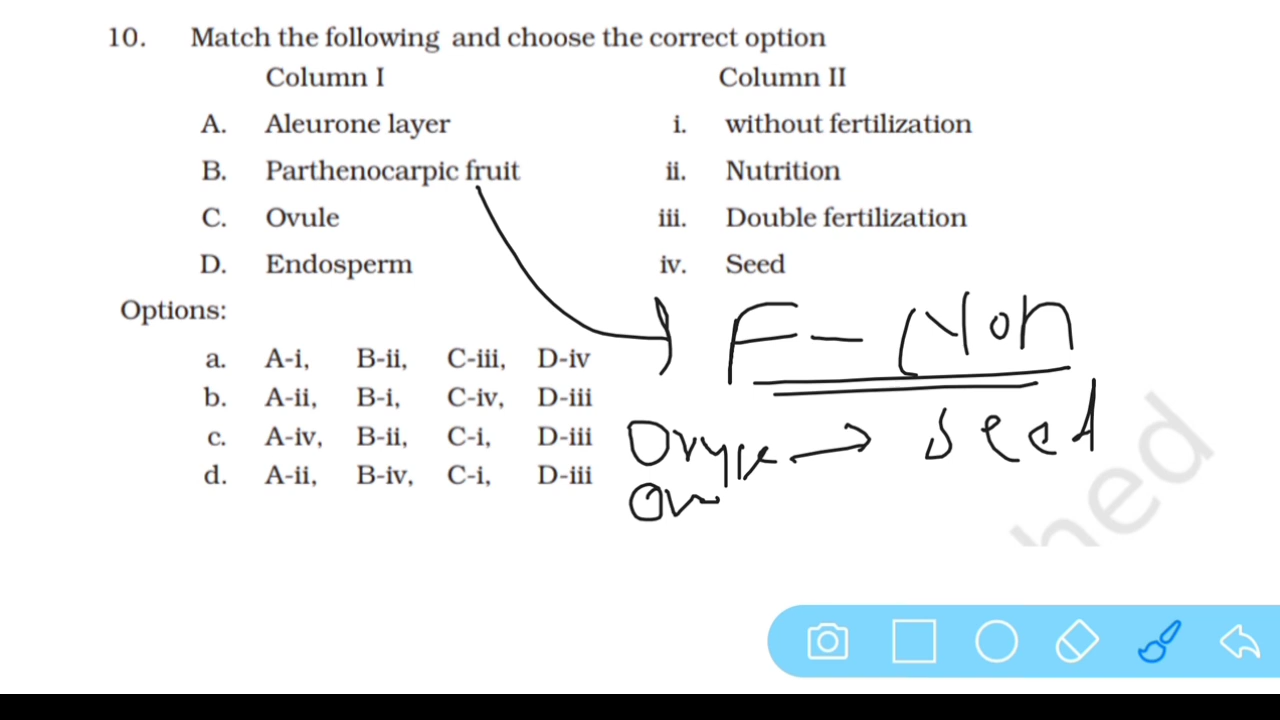 10. Match the following and choose the correct option
Column I Column II
A. Aleurone layer i. without fertilization
B. Parthenocarpic fruit ii. Nutrition
C. Ovule iii. Double fertilization
D. Endosperm iv. Seed
Options:
a. A-i, B-ii, C-iii, D-iv
b. A-ii, B-i, C-iv, D-iii
c. A-iv, B-ii, C-i, D-iii
d. A-ii, B-iv, C-i, D-iii
F - Non
→ Seed
Ov
hed